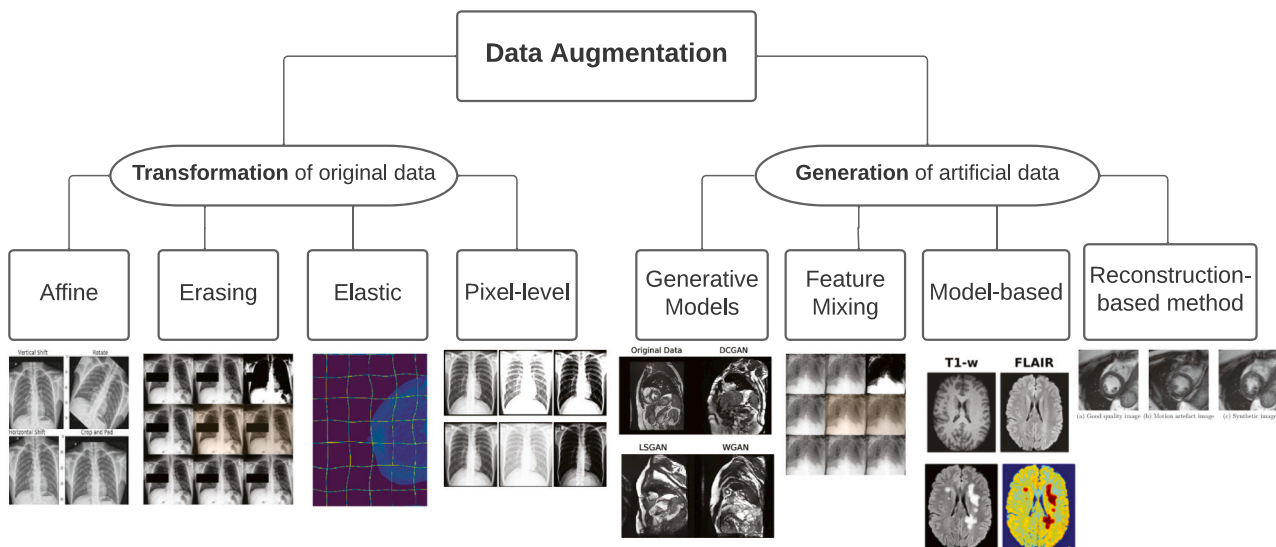 Data Augmentation
Transformation of original data
Generation of artificial data
Affine
Erasing
Elastic
Pixel-level
Generative
Models
Feature
Mixing
Model-based
Reconstruction-
based method
Vertical Shift
Rotate
Horizontal Shift
Crop and Pad
Original Data
DCGAN
LSGAN
WGAN
T1-w
FLAIR
(a) Good quality image
(b) Motion artefact image
(c) Synthetic image